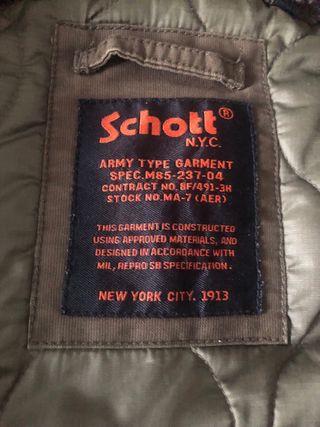 Schott®
N.Y.C.
ARMY TYPE GARMENT
SPEC.M85-237-04
CONTRACT NO.8F/491-3H
STOCK NO.MA-7 (AER)
THIS GARMENT IS CONSTRUCTED
USING APPROVED MATERIALS, AND
DESIGNED IN ACCORDANCE WITH
MIL, REPRO SB SPECIFICATION.
NEW YORK CITY. 1913